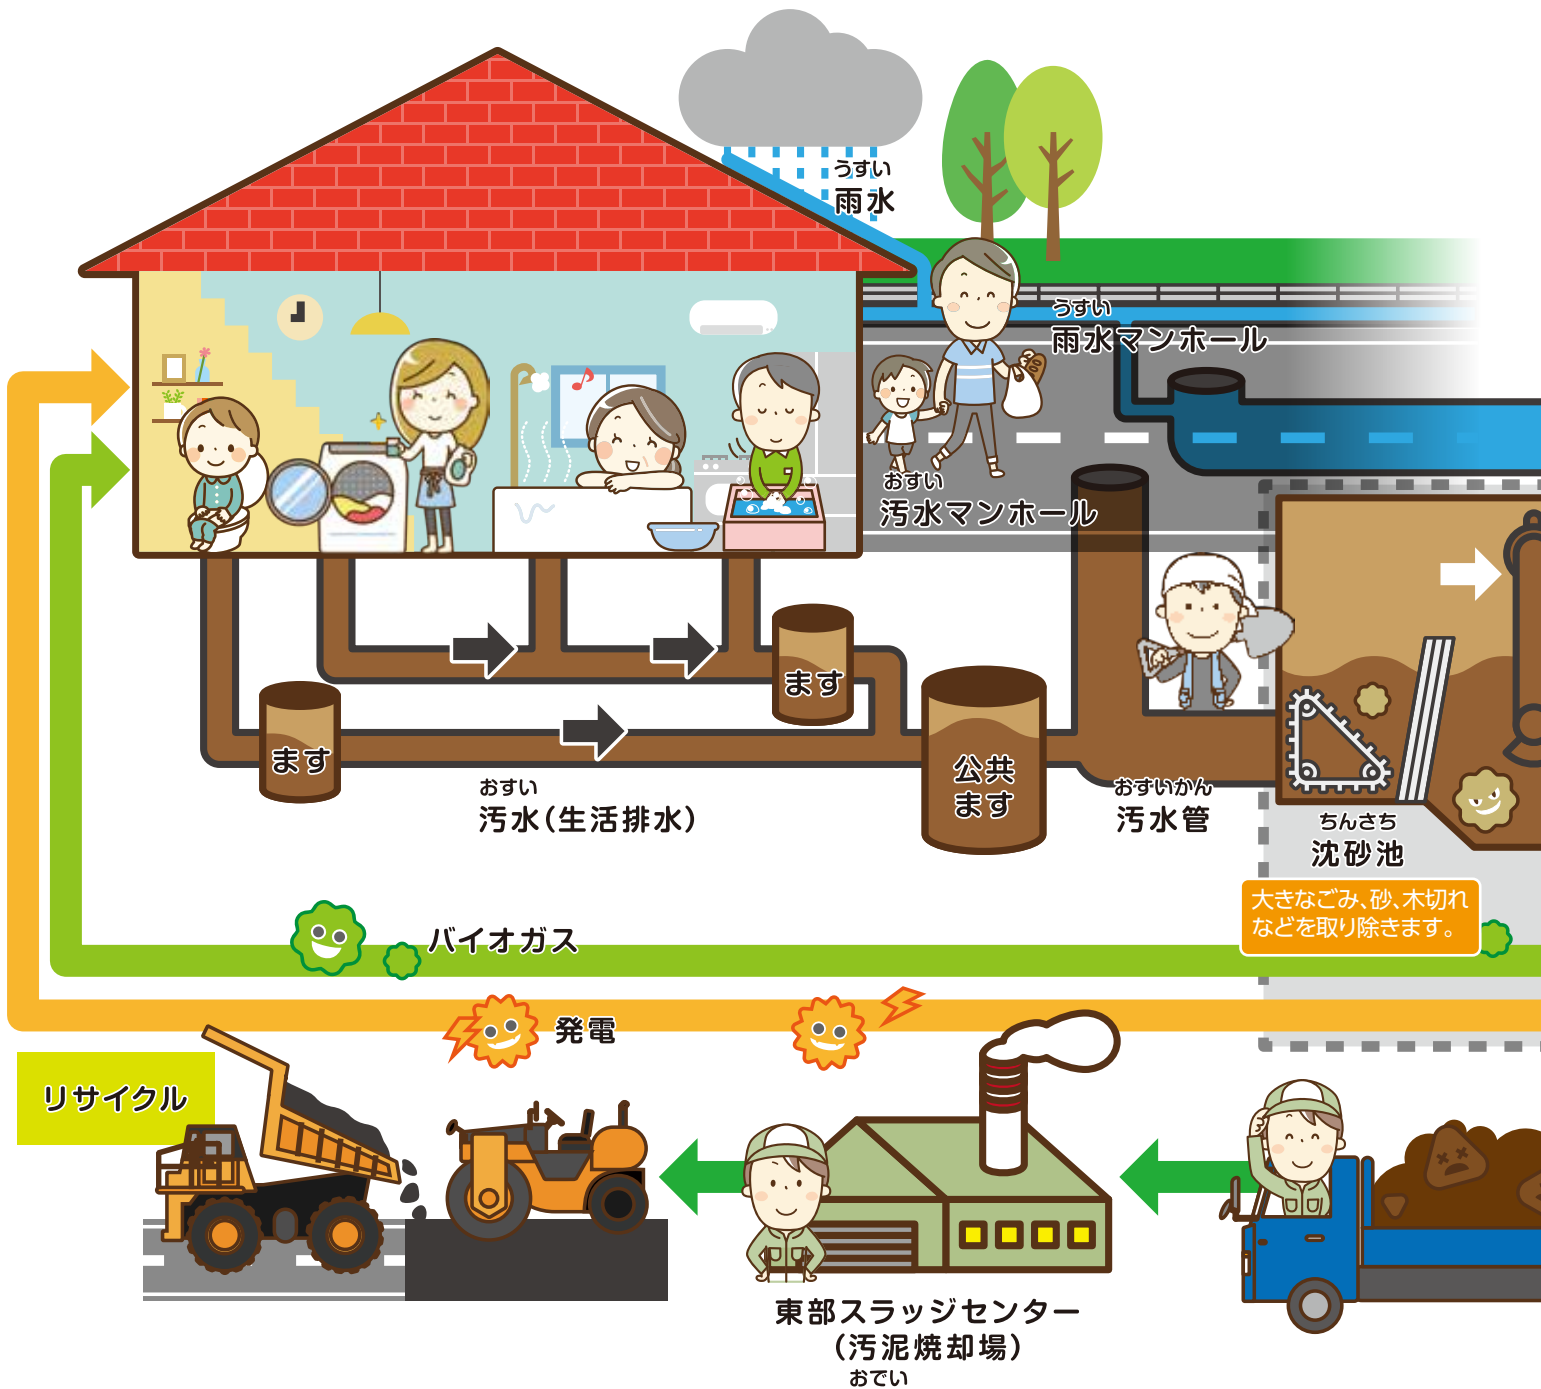 うすい
雨水
うすい
雨水マンホール
おすい
汚水マンホール
ます
ます
公共
ます
おすい
汚水(生活排水)
おすいかん
汚水管
ちんさち
沈砂池
大きなごみ、砂、木切れ
などを取り除きます。
バイオガス
発電
リサイクル
東部スラッジセンター
(汚泥焼却場)
おでい